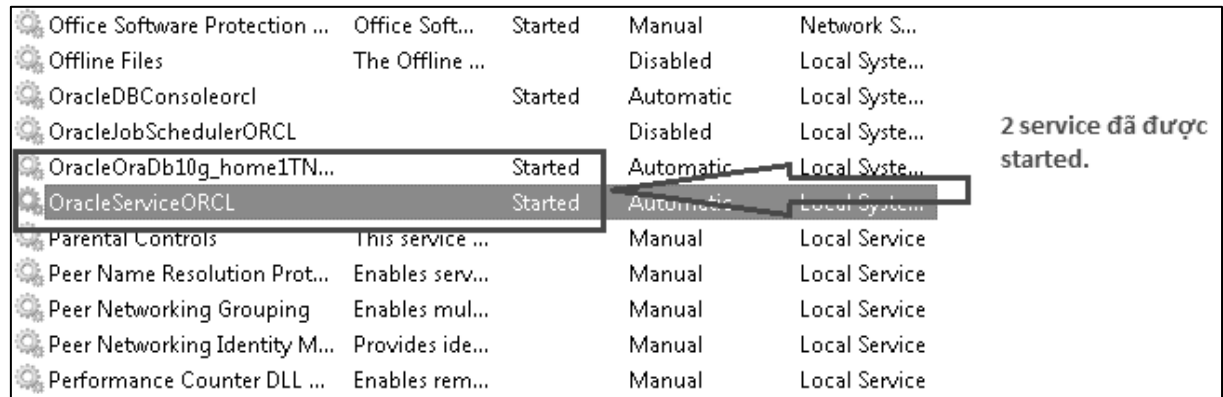 Office Software Protection ... Office Soft... Started Manual Network S...
Offline Files The Offline ... Disabled Local Syste...
OracleDBConsoleorcl Started Automatic Local Syste...
OracleJobSchedulerORCL Disabled Local Syste...
2 service đã được
started.
OracleOraDb10g_home1TN... Started Automatic Local Syste...
OracleServiceORCL Started Automatic Local Syste...
Parental Controls This service ... Manual Local Service
Peer Name Resolution Prot... Enables serv... Manual Local Service
Peer Networking Grouping Enables mul... Manual Local Service
Peer Networking Identity M... Provides ide... Manual Local Service
Performance Counter DLL ... Enables rem... Manual Local Service